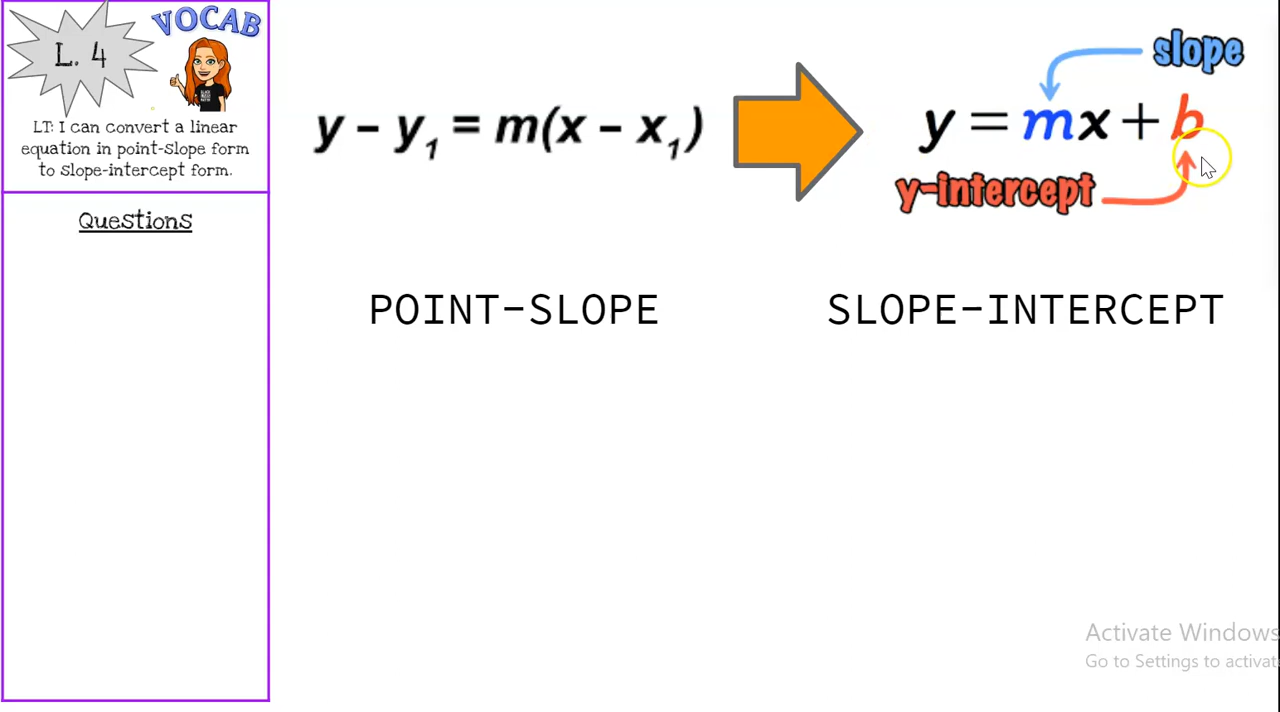 L. 4
VOCAB
LT: I can convert a linear
equation in point-slope form
to slope-intercept form.
Questions
y - y₁ = m(x - x₁)
slope
y = mx + b
y-intercept
POINT-SLOPE
SLOPE-INTERCEPT
Activate Windows
Go to Settings to activat